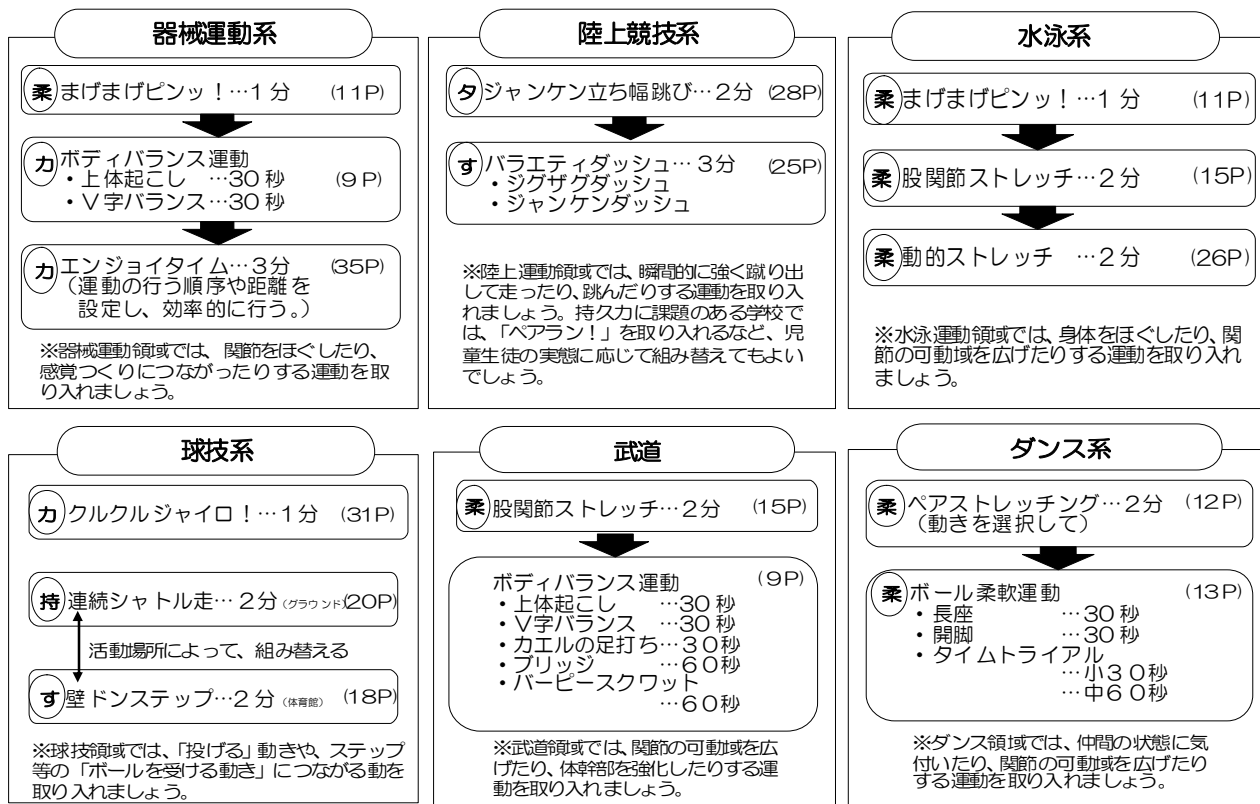 器械運動系
柔 まげまげピンッ!…1分 (11P)
力 ボディバランス運動
・上体起こし …30秒 (9P)
・V字バランス…30秒
力 エンジョイタイム…3分 (35P)
(運動の行う順序や距離を
設定し、効率的に行う。)
※器械運動領域では、関節をほぐしたり、
感覚つくりにつながったりする運動を取
り入れましょう。
陸上競技系
タ ジャンケン立ち幅跳び…2分 (28P)
す バラエティダッシュ…3分 (25P)
・ジグザグダッシュ
・ジャンケンダッシュ
※陸上運動領域では、瞬間的に強く蹴り出
して走ったり、跳んだりする運動を取り入
れましょう。持久力に課題のある学校で
は、「ペアラン!」を取り入れるなど、児
童生徒の実態に応じて組み替えてもよい
でしょう。
水泳系
柔 まげまげピンッ!…1分 (11P)
柔 股関節ストレッチ…2分 (15P)
柔 動的ストレッチ …2分 (26P)
※水泳運動領域では、身体をほぐしたり、関
節の可動域を広げたりする運動を取り入れ
ましょう。
球技系
力 クルクルジャイロ!…1分 (31P)
持 連続シャトル走…2分(グラウンド)(20P)
活動場所によって、組み替える
す 壁ドンステップ…2分(体育館) (18P)
※球技領域では、「投げる」動きや、ステップ
等の「ボールを受ける動き」につながる動を
取り入れましょう。
武道
柔 股関節ストレッチ…2分 (15P)
ボディバランス運動 (9P)
・上体起こし …30秒
・V字バランス …30秒
・カエルの足打ち…30秒
・ブリッジ …60秒
・バーピースクワット
…60秒
※武道領域では、関節の可動域を広
げたり、体幹部を強化したりする運
動を取り入れましょう。
ダンス系
柔 ペアストレッチング…2分 (12P)
(動きを選択して)
柔 ボール柔軟運動 (13P)
・長座 …30秒
・開脚 …30秒
・タイムトライアル
…小30秒
…中60秒
※ダンス領域では、仲間の状態に気
付いたり、関節の可動域を広げたり
する運動を取り入れましょう。